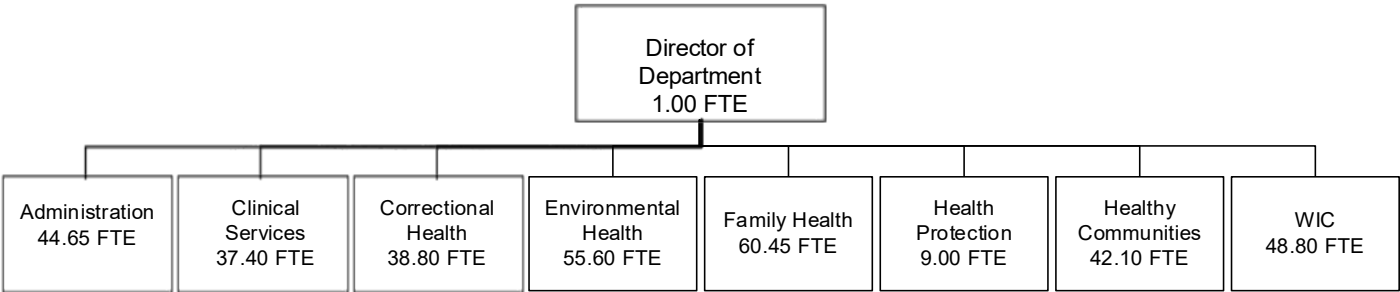 Director of
Department
1.00 FTE
Administration
44.65 FTE
Clinical
Services
37.40 FTE
Correctional
Health
38.80 FTE
Environmental
Health
55.60 FTE
Family Health
60.45 FTE
Health
Protection
9.00 FTE
Healthy
Communities
42.10 FTE
WIC
48.80 FTE